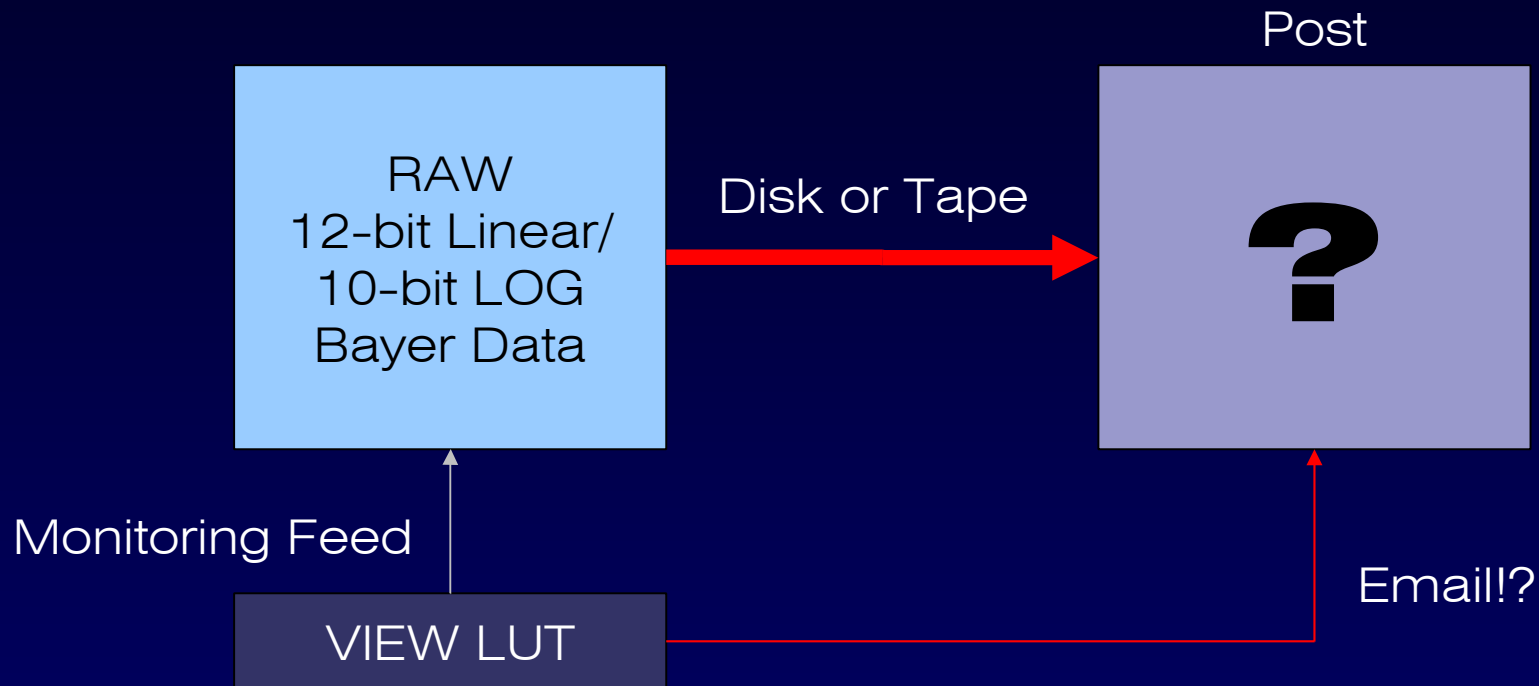 Post
RAW
12-bit Linear/
10-bit LOG
Bayer Data
Disk or Tape
?
Monitoring Feed
Email!?
VIEW LUT